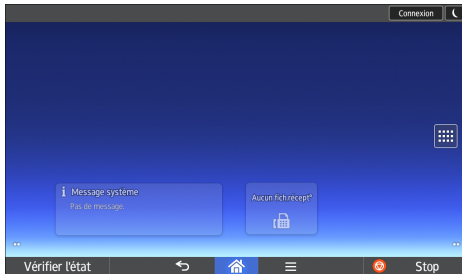 Connexion
i Message système
Pas de message.
Aucun fich.récept°
Vérifier l'état
Stop